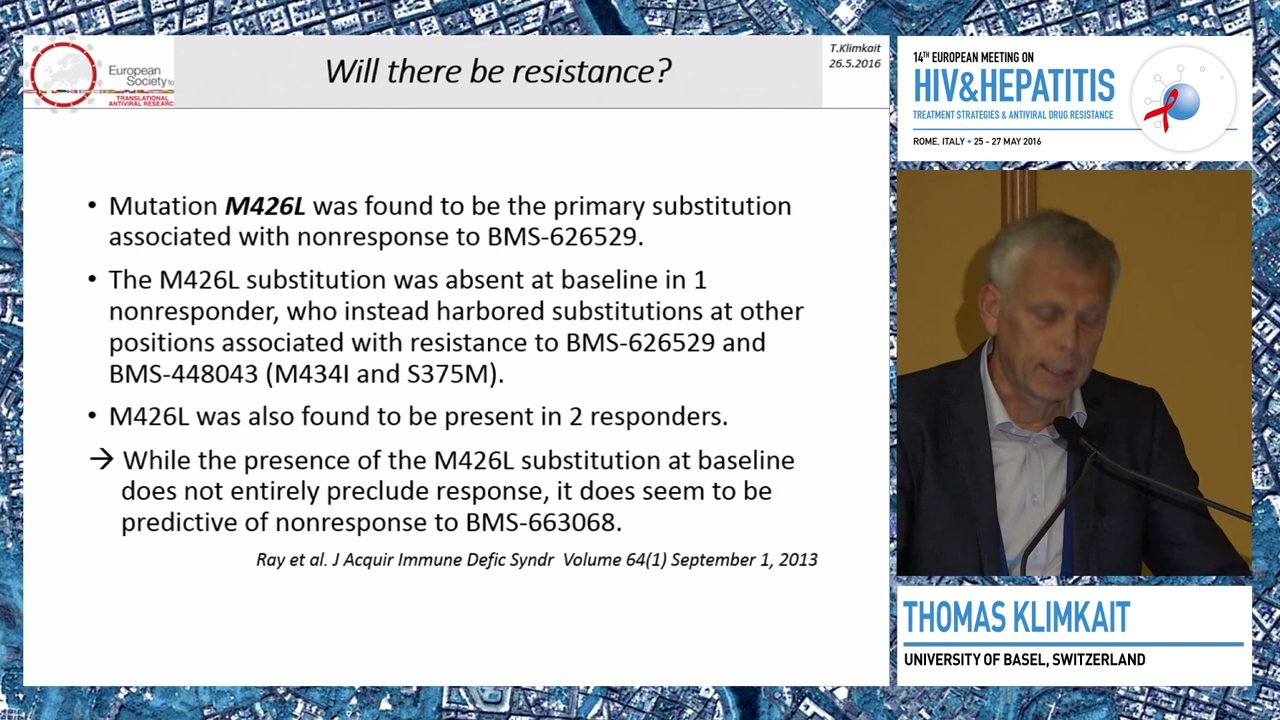 European
Society for
TRANSLATIONAL
ANTIVIRAL RESEARC
Will there be resistance?
T.Klimkait
26.5.2016
• Mutation M426L was found to be the primary substitution
associated with nonresponse to BMS-626529.
• The M426L substitution was absent at baseline in 1
nonresponder, who instead harbored substitutions at other
positions associated with resistance to BMS-626529 and
BMS-448043 (M434I and S375M).
• M426L was also found to be present in 2 responders.
→ While the presence of the M426L substitution at baseline
does not entirely preclude response, it does seem to be
predictive of nonresponse to BMS-663068.
Ray et al. J Acquir Immune Defic Syndr Volume 64(1) September 1, 2013
14TH EUROPEAN MEETING ON
HIV&HEPATITIS
TREATMENT STRATEGIES & ANTIVIRAL DRUG RESISTANCE
ROME, ITALY • 25 - 27 MAY 2016
THOMAS KLIMKAIT
UNIVERSITY OF BASEL, SWITZERLAND